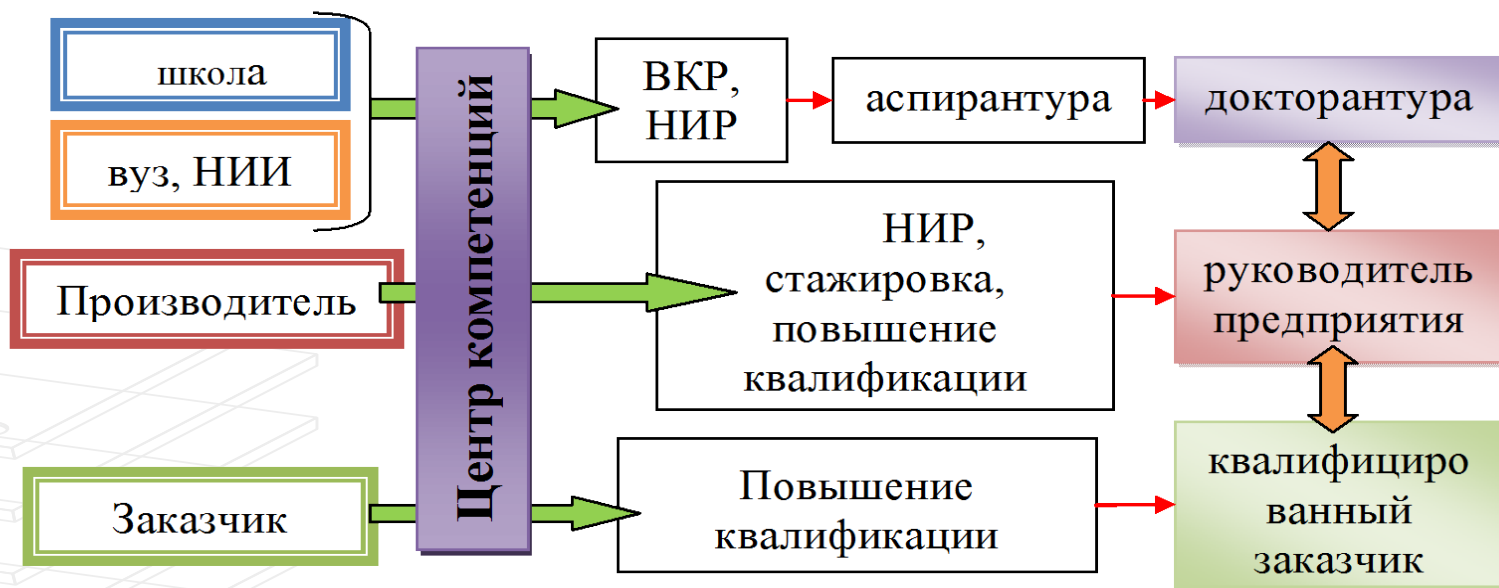 школа
вуз, НИИ
Производитель
Заказчик
Центр компетенций
ВКР,
НИР
аспирантура
докторантура
НИР,
стажировка,
повышение
квалификации
руководитель
предприятия
Повышение
квалификации
квалифициро
ванный
заказчик